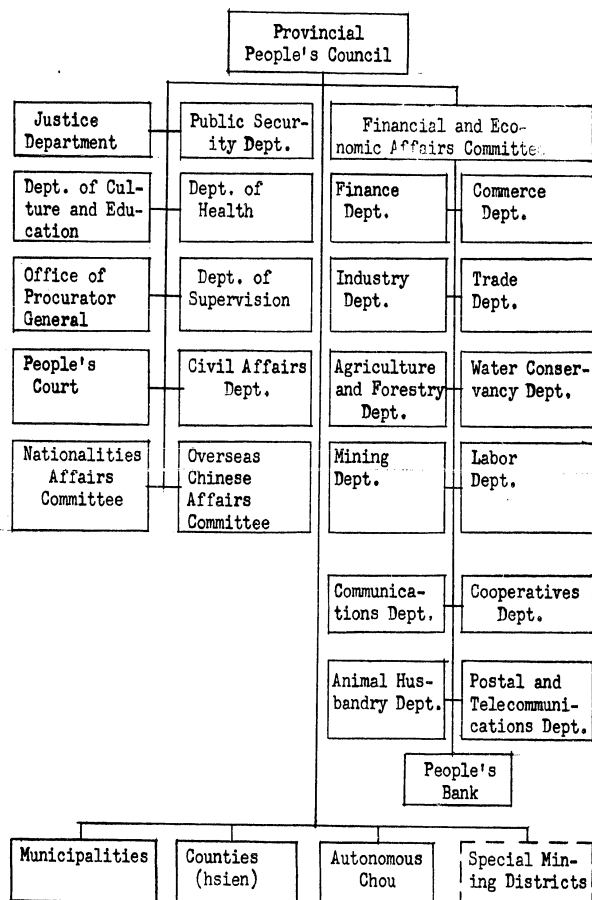 Provincial
People's Council
Justice
Department
Public Secur-
ity Dept.
Financial and Eco-
nomic Affairs Committee
Dept. of Cul-
ture and Edu-
cation
Dept. of
Health
Finance
Dept.
Commerce
Dept.
Office of
Procurator
General
Dept. of
Supervision
Industry
Dept.
Trade
Dept.
People's
Court
Civil Affairs
Dept.
Agriculture
and Forestry
Dept.
Water Conser-
vancy Dept.
Nationalities
Affairs
Committee
Overseas
Chinese
Affairs
Committee
Mining
Dept.
Labor
Dept.
Communica-
tions Dept.
Cooperatives
Dept.
Animal Hus-
bandry Dept.
Postal and
Telecommuni-
cations Dept.
People's
Bank
Municipalities
Counties
(hsien)
Autonomous
Chou
Special Min-
ing Districts